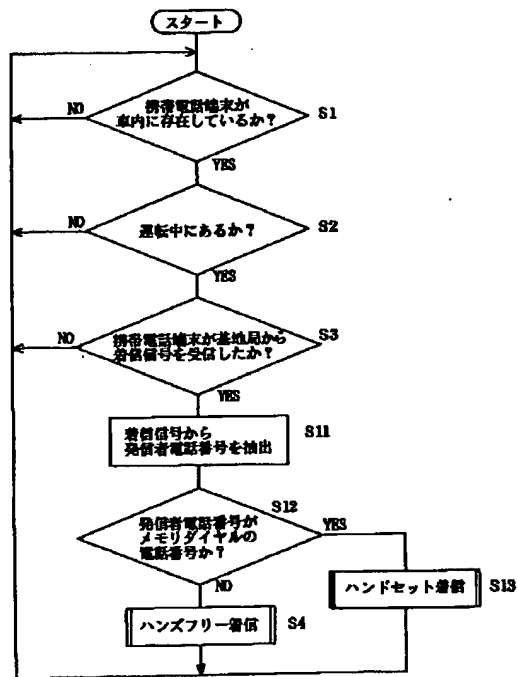 スタート
携帯電話端末が
車内に存在しているか?
S1
NO
YES
運転中にあるか?
S2
NO
YES
携帯電話端末が基地局から
着信信号を受信したか?
S3
NO
YES
着信信号から
発信者電話番号を抽出
S11
発信者電話番号が
メモリダイヤルの
電話番号か?
S12
YES
NO
ハンドセット着信
S13
ハンズフリー着信
S4